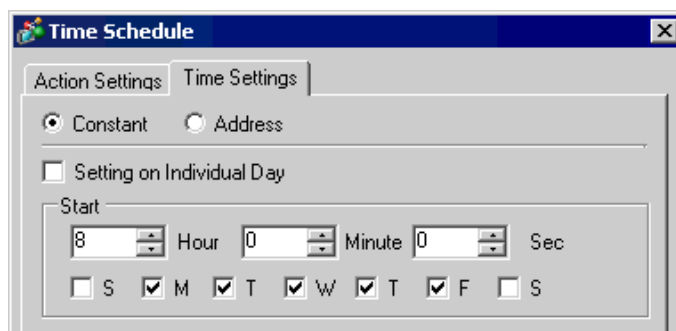 Time Schedule
Action Settings Time Settings
Constant Address
Setting on Individual Day
Start
8 Hour 0 Minute 0 Sec
S M T W T F S